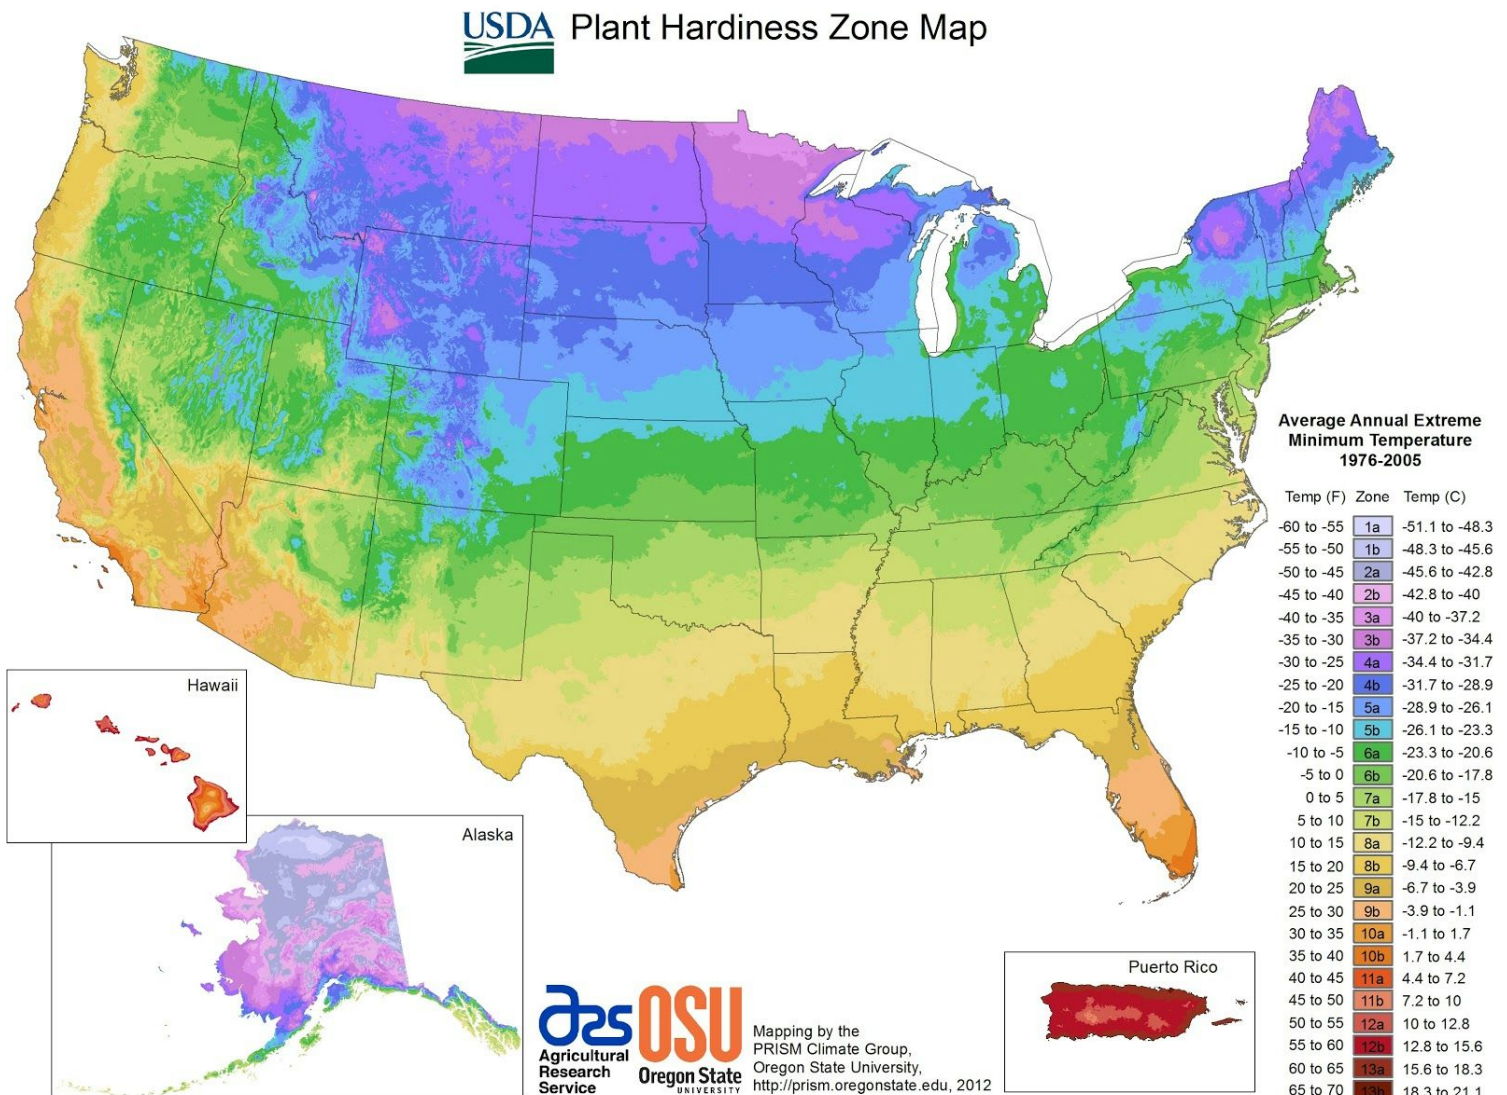 USDA Plant Hardiness Zone Map
Average Annual Extreme
Minimum Temperature
1976-2005
Temp (F) Zone Temp (C)
-60 to -55 1a -51.1 to -48.3
-55 to -50 1b -48.3 to -45.6
-50 to -45 2a -45.6 to -42.8
-45 to -40 2b -42.8 to -40
-40 to -35 3a -40 to -37.2
-35 to -30 3b -37.2 to -34.4
-30 to -25 4a -34.4 to -31.7
-25 to -20 4b -31.7 to -28.9
-20 to -15 5a -28.9 to -26.1
-15 to -10 5b -26.1 to -23.3
-10 to -5 6a -23.3 to -20.6
-5 to 0 6b -20.6 to -17.8
0 to 5 7a -17.8 to -15
5 to 10 7b -15 to -12.2
10 to 15 8a -12.2 to -9.4
15 to 20 8b -9.4 to -6.7
20 to 25 9a -6.7 to -3.9
25 to 30 9b -3.9 to -1.1
30 to 35 10a -1.1 to 1.7
35 to 40 10b 1.7 to 4.4
40 to 45 11a 4.4 to 7.2
45 to 50 11b 7.2 to 10
50 to 55 12a 10 to 12.8
55 to 60 12b 12.8 to 15.6
60 to 65 13a 15.6 to 18.3
65 to 70 13b 18.3 to 21.1
Hawaii
Alaska
Puerto Rico
ars
Agricultural
Research
Service
OSU
Oregon State
UNIVERSITY
Mapping by the
PRISM Climate Group,
Oregon State University,
http://prism.oregonstate.edu, 2012